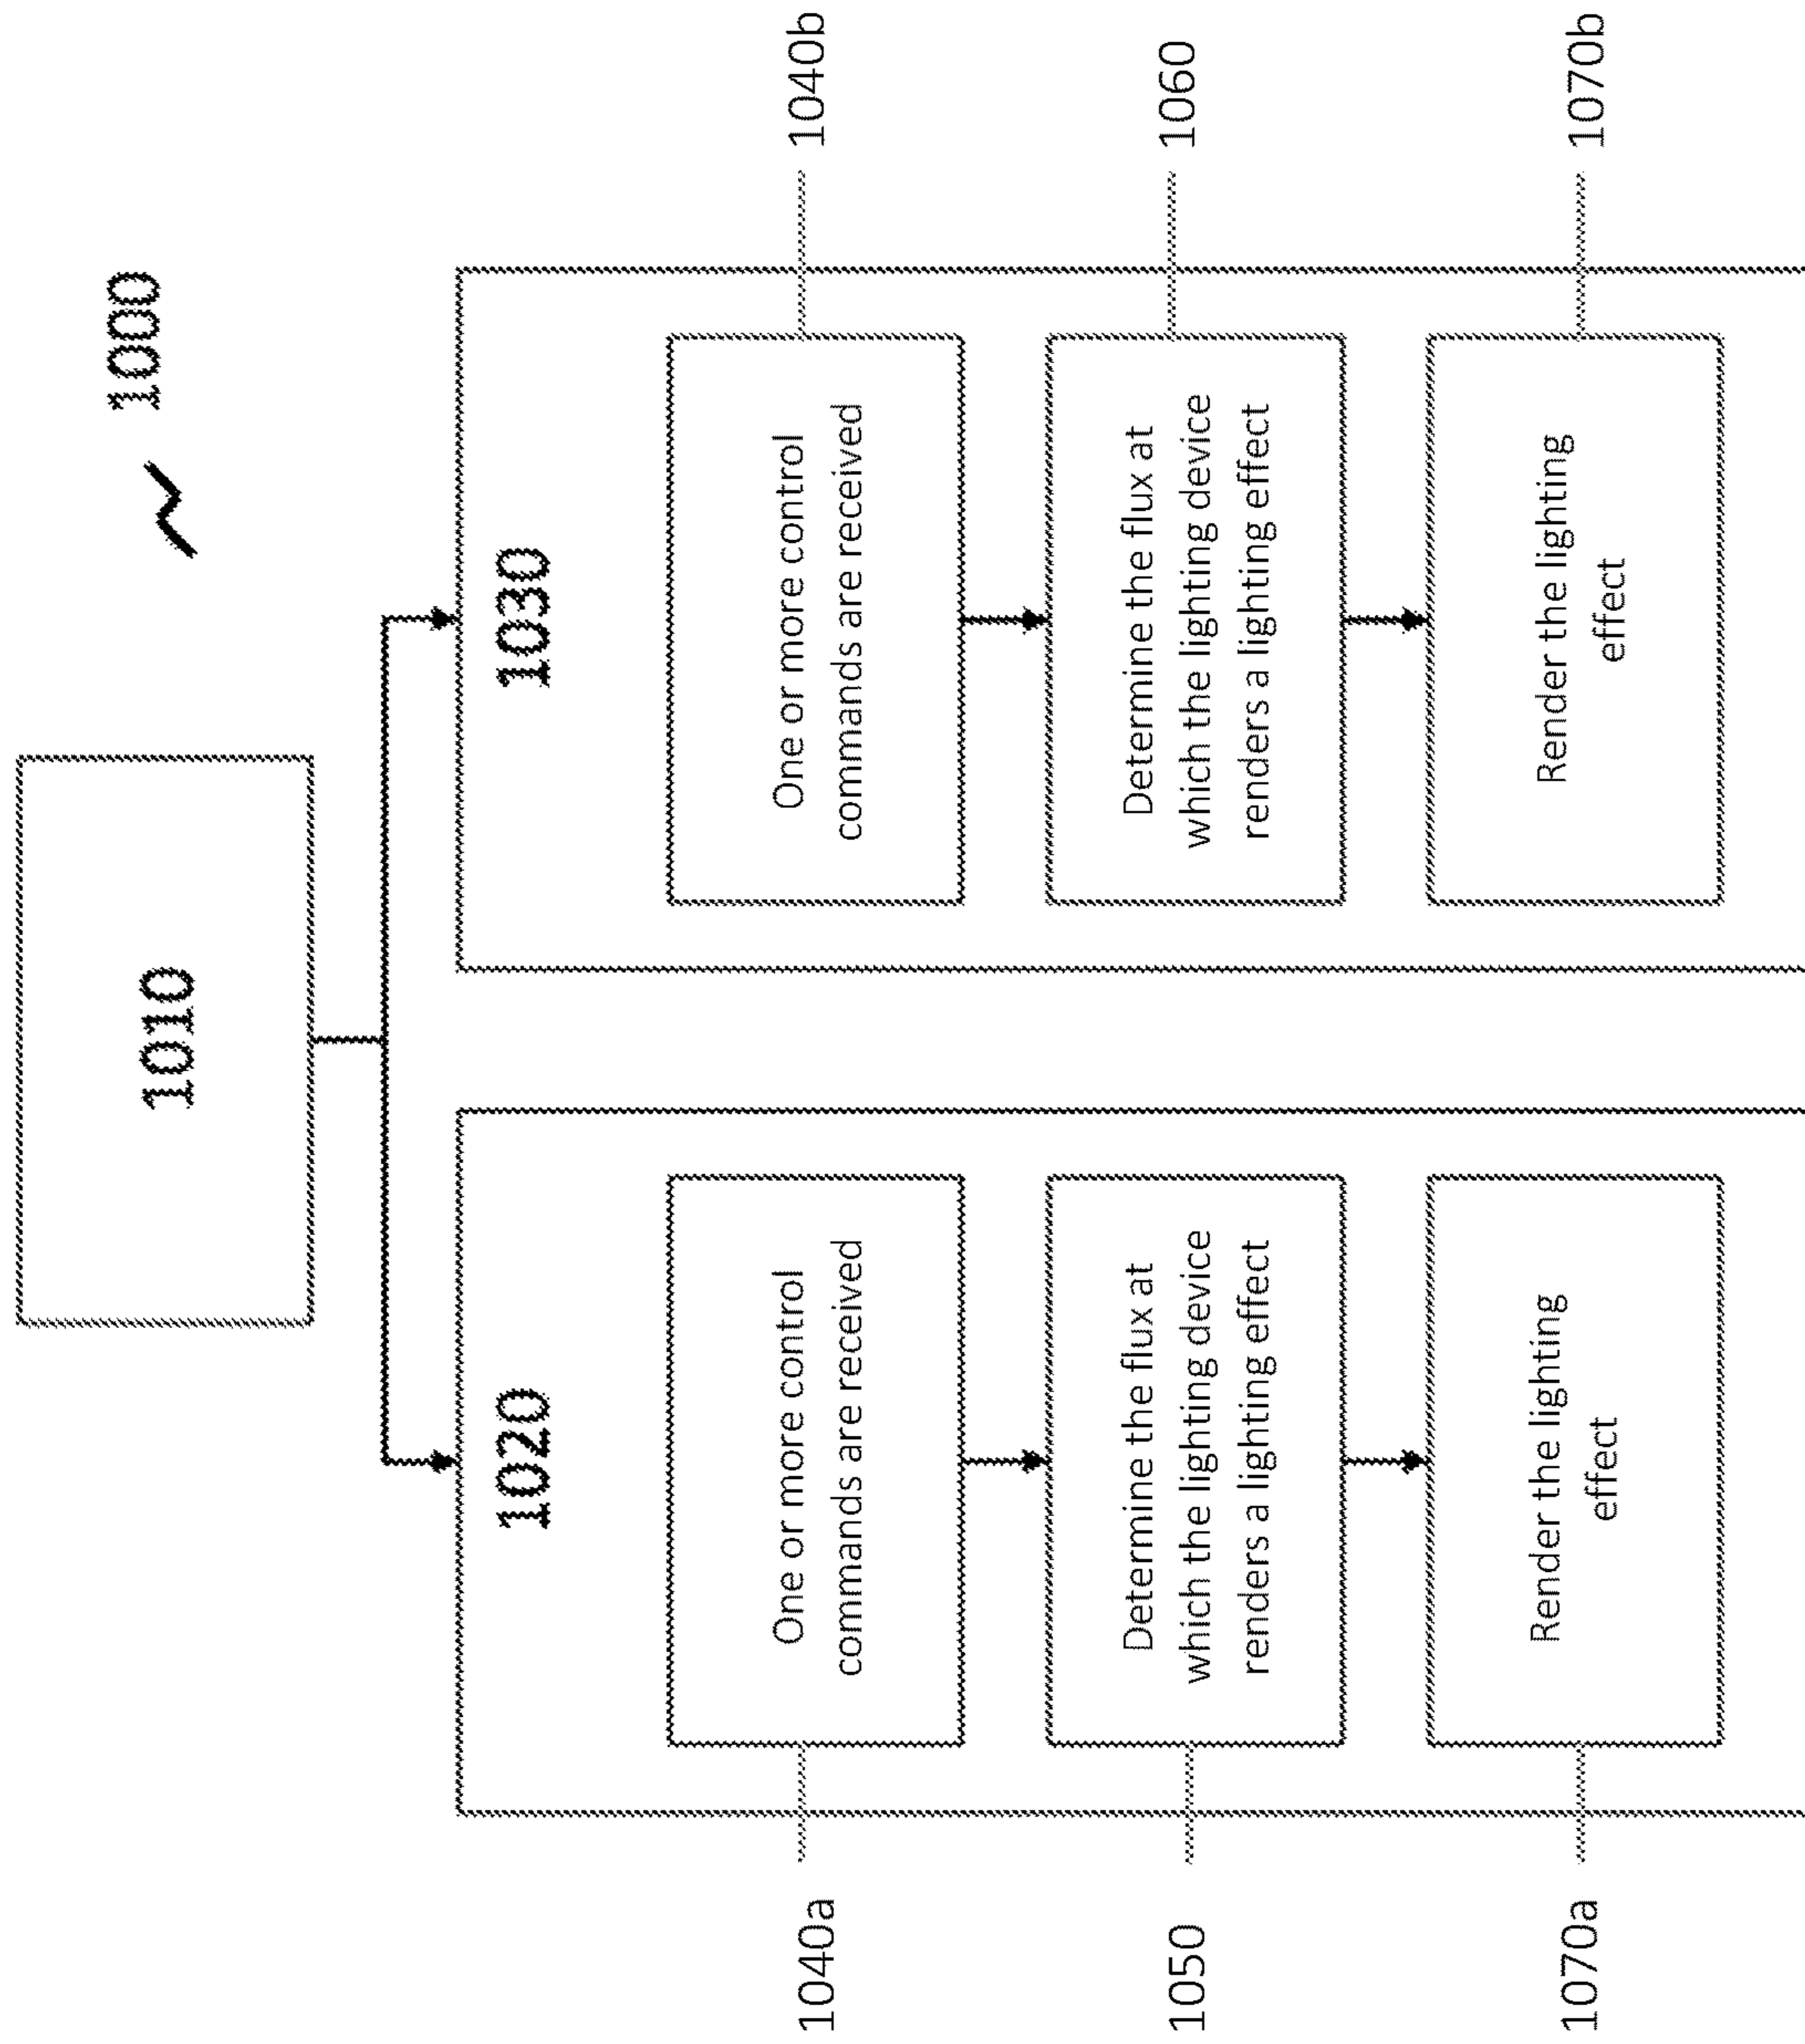 1000
1010
1020
1030
1040a
One or more control
commands are received
One or more control
commands are received
1040b
1050
Determine the flux at
which the lighting device
renders a lighting effect
Determine the flux at
which the lighting device
renders a lighting effect
1060
1070a
Render the lighting
effect
Render the lighting
effect
1070b